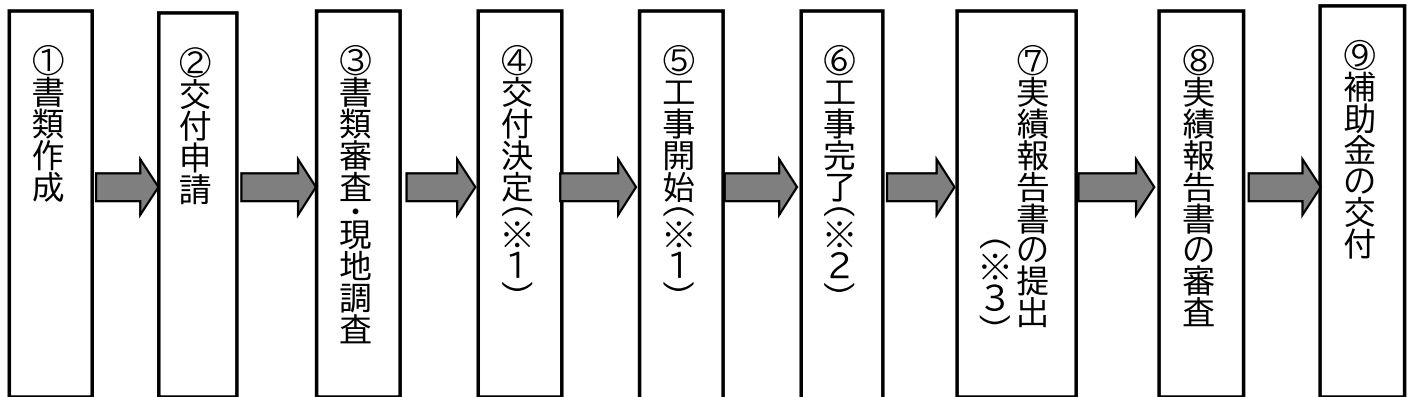 ①書類作成
②交付申請
③書類審査・現地調査
④交付決定(※1)
⑤工事開始(※1)
⑥工事完了(※2)
⑦実績報告書の提出
(※3)
⑧実績報告書の審査
⑨補助金の交付